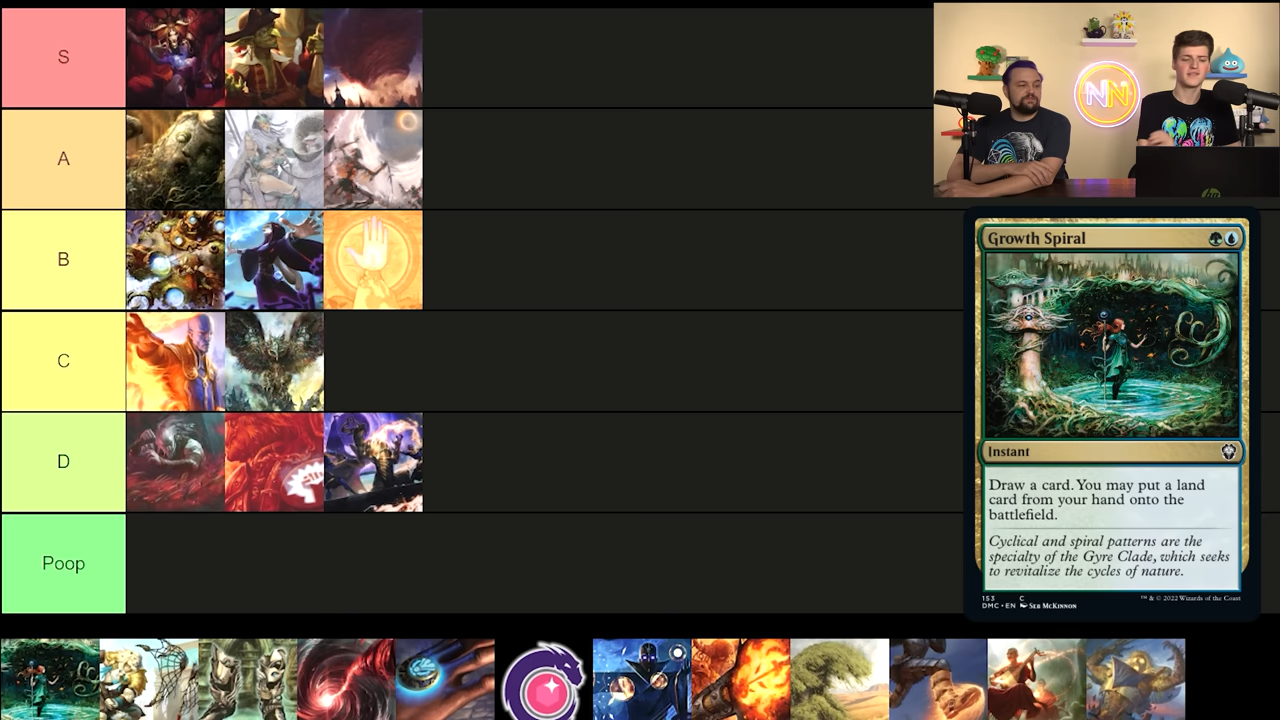 S
A
B
C
D
Poop
NN
Growth Spiral
Instant
Draw a card. You may put a land
card from your hand onto the
battlefield.
Cyclical and spiral patterns are the
specialty of the Gyre Clade, which seeks
to revitalize the cycles of nature.
153 C
DMC • EN Seb McKinnon
™ & © 2022 Wizards of the Coast
hp